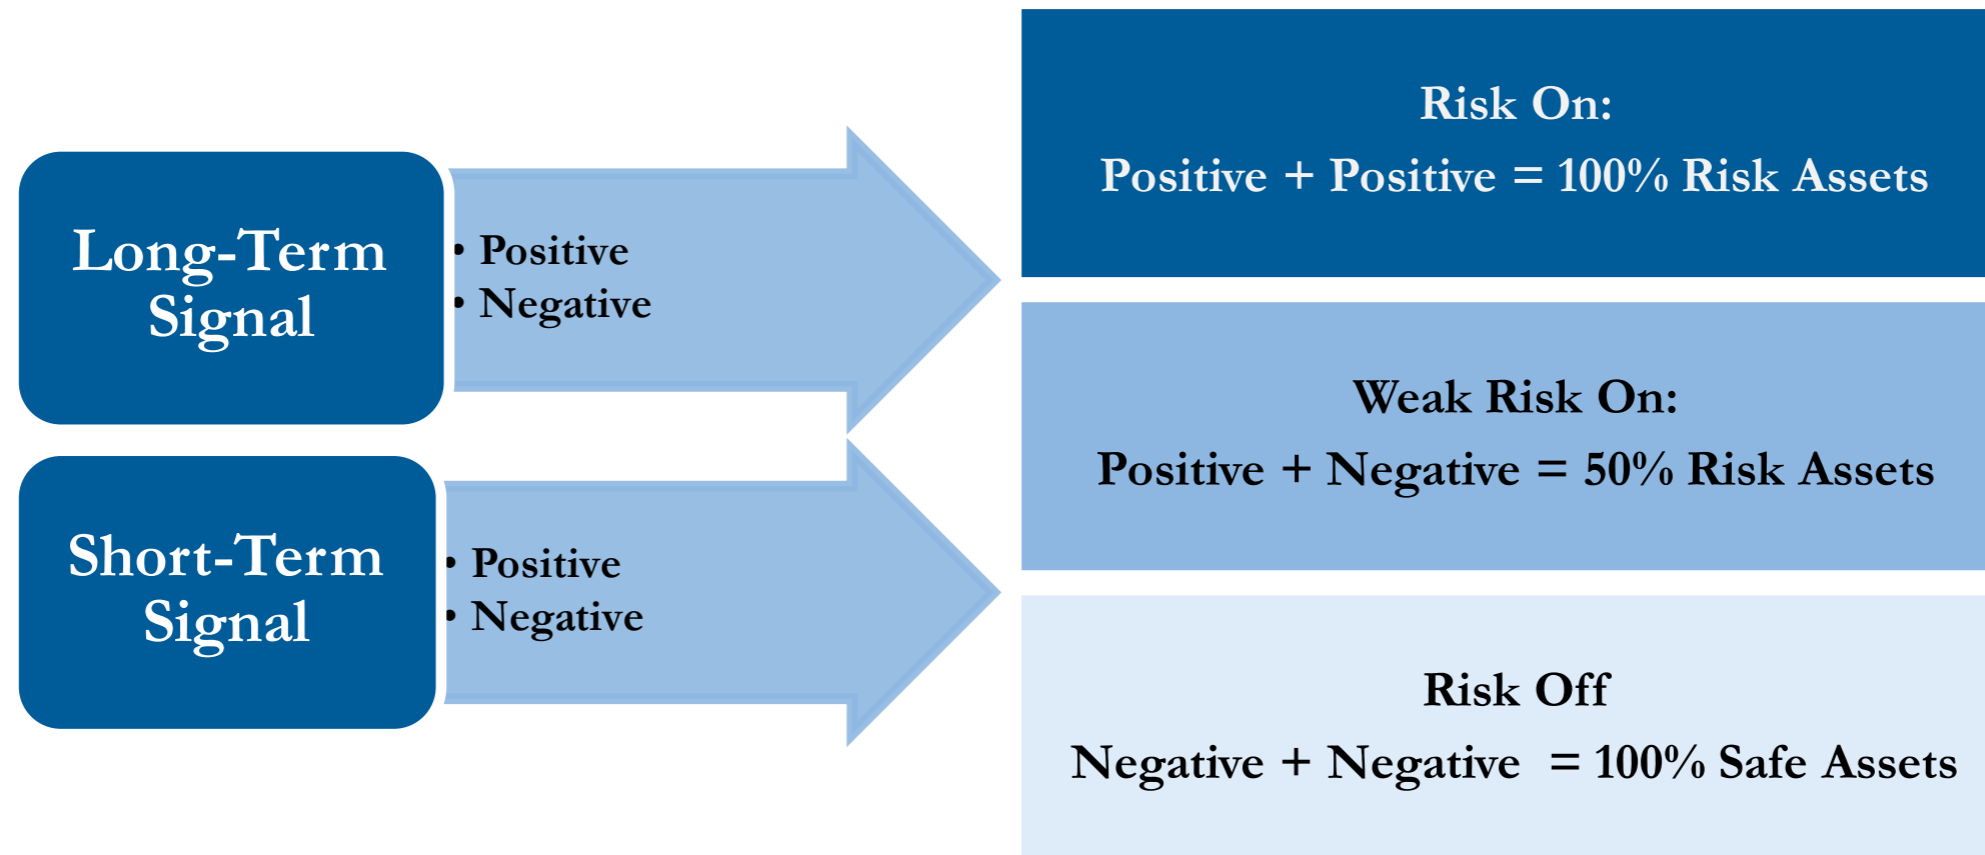 Long-Term
Signal
• Positive
• Negative
Short-Term
Signal
• Positive
• Negative
Risk On:
Positive + Positive = 100% Risk Assets
Weak Risk On:
Positive + Negative = 50% Risk Assets
Risk Off
Negative + Negative = 100% Safe Assets